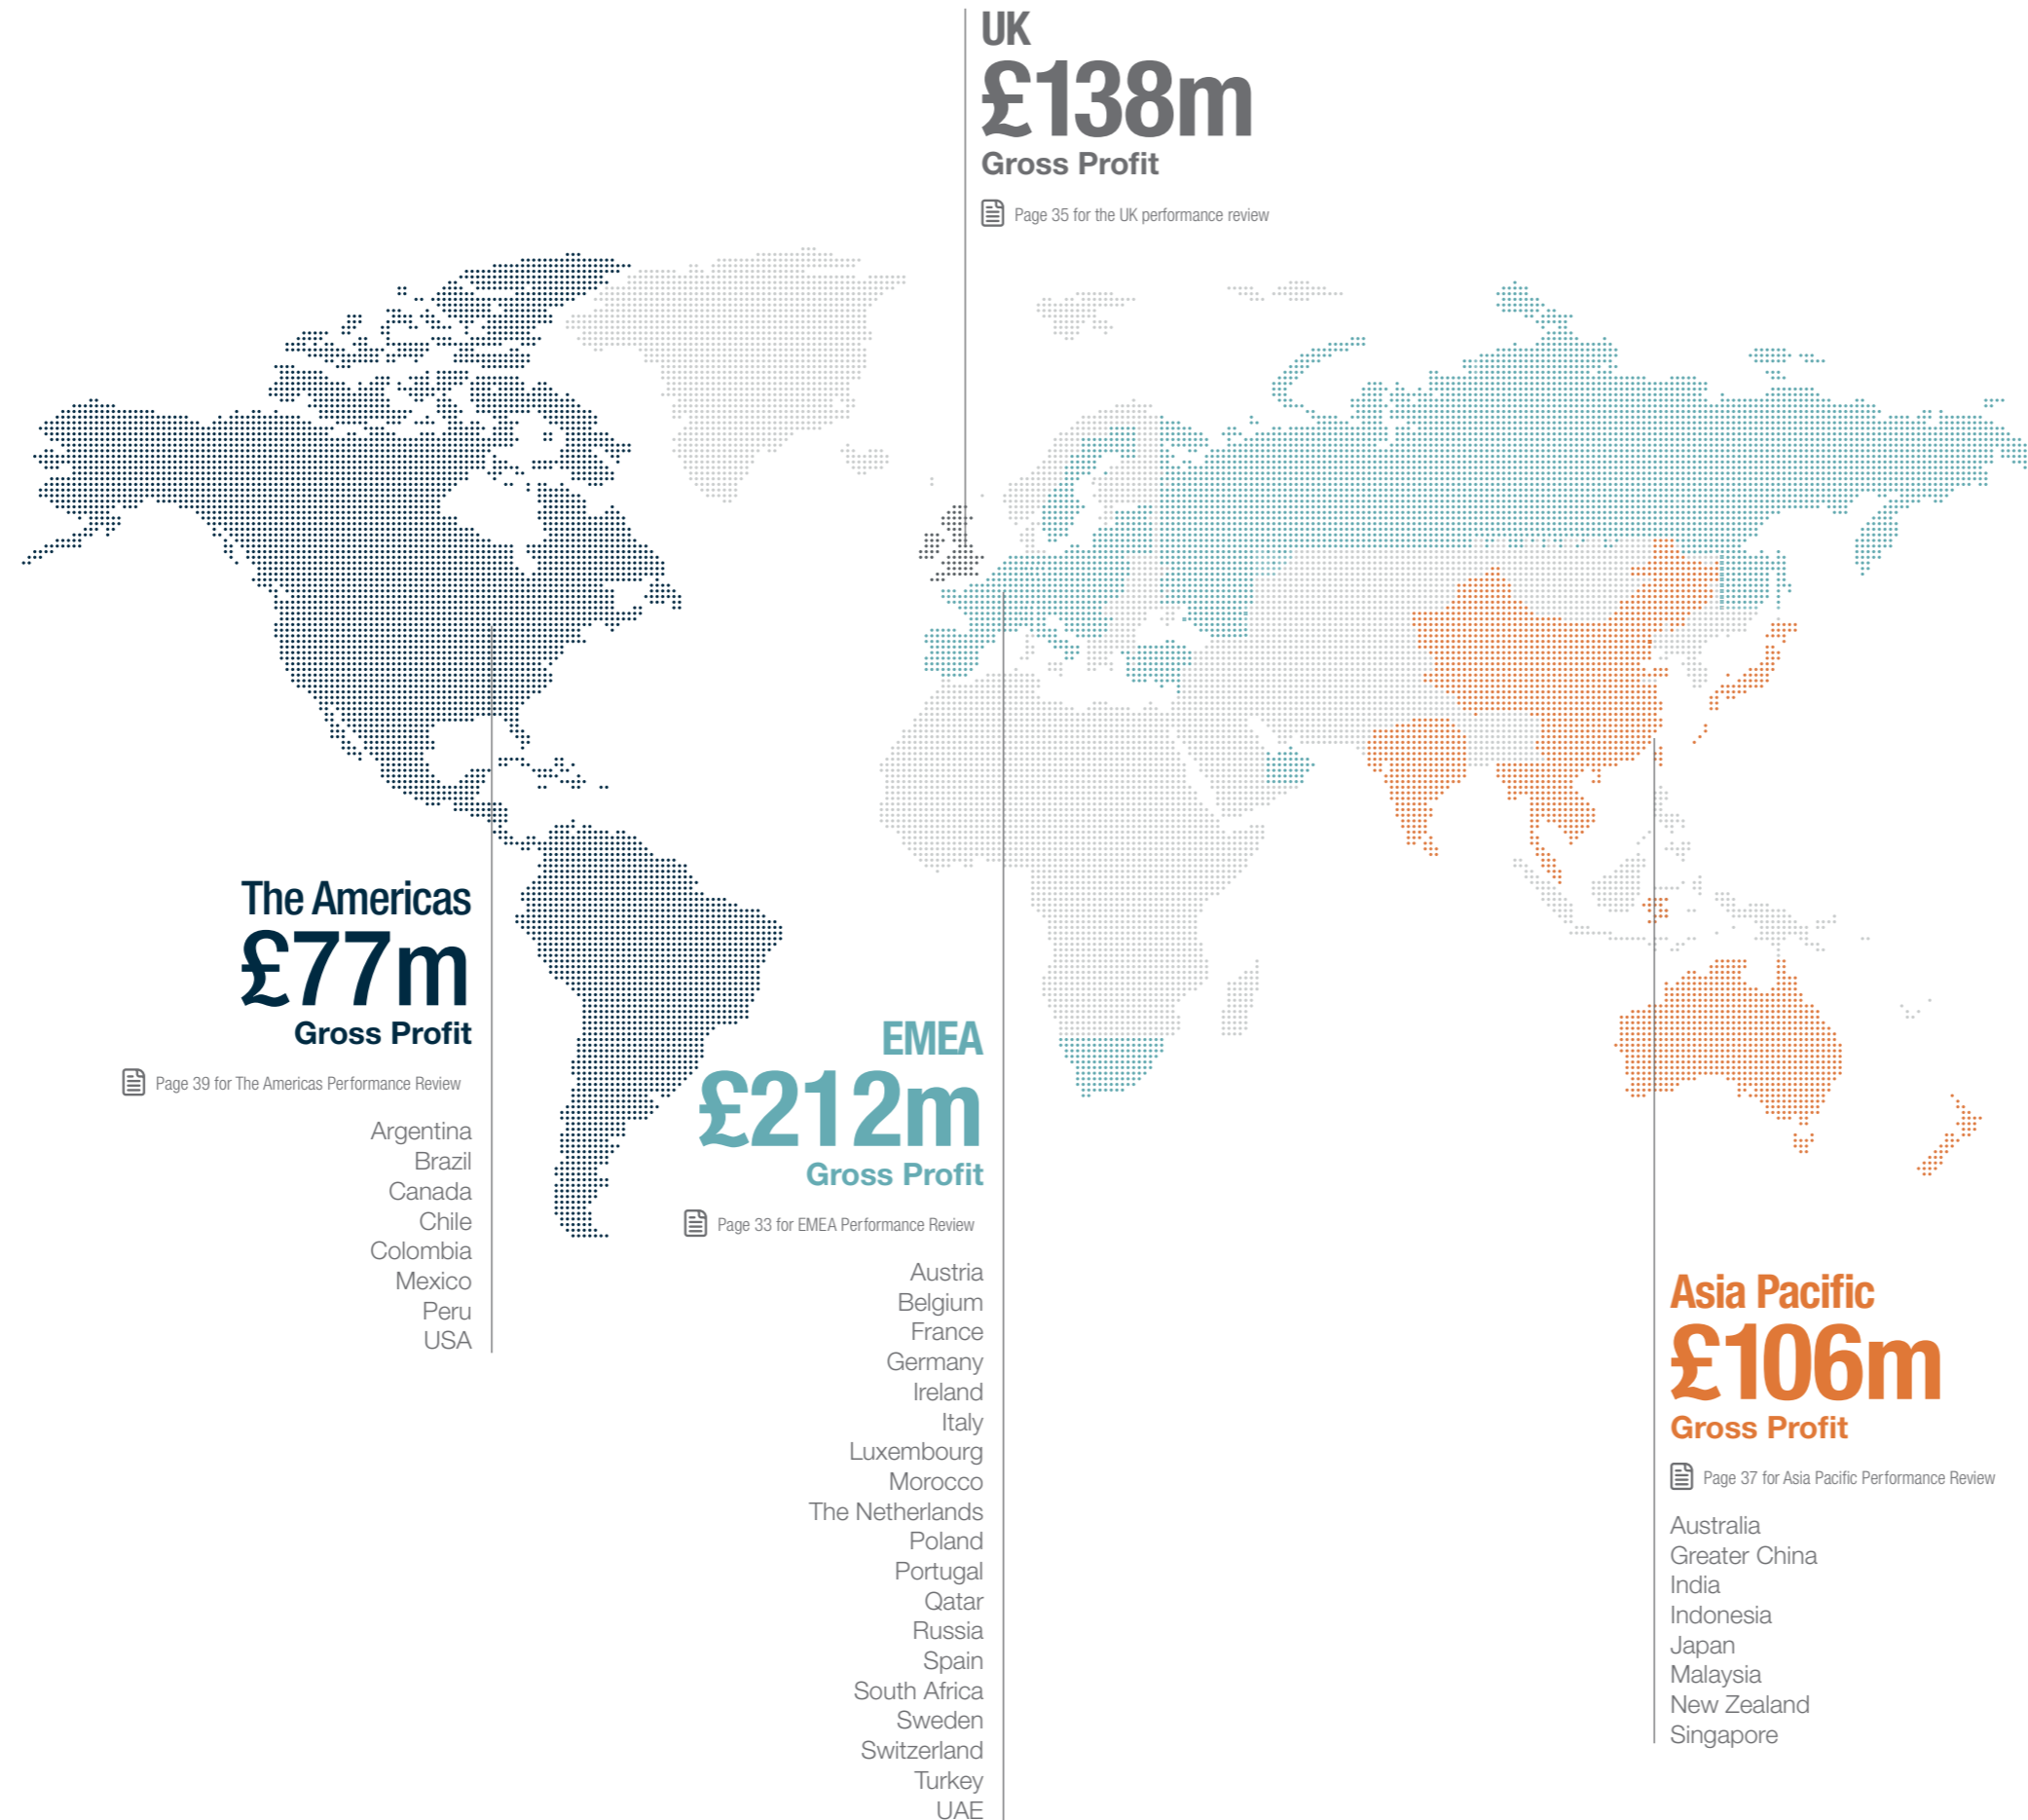 UK
£138m
Gross Profit
Page 35 for the UK performance review
The Americas
£77m
Gross Profit
Page 39 for The Americas Performance Review
Argentina
Brazil
Canada
Chile
Colombia
Mexico
Peru
USA
EMEA
£212m
Gross Profit
Page 33 for EMEA Performance Review
Austria
Belgium
France
Germany
Ireland
Italy
Luxembourg
Morocco
The Netherlands
Poland
Portugal
Qatar
Russia
Spain
South Africa
Sweden
Switzerland
Turkey
UAE
Asia Pacific
£106m
Gross Profit
Page 37 for Asia Pacific Performance Review
Australia
Greater China
India
Indonesia
Japan
Malaysia
New Zealand
Singapore